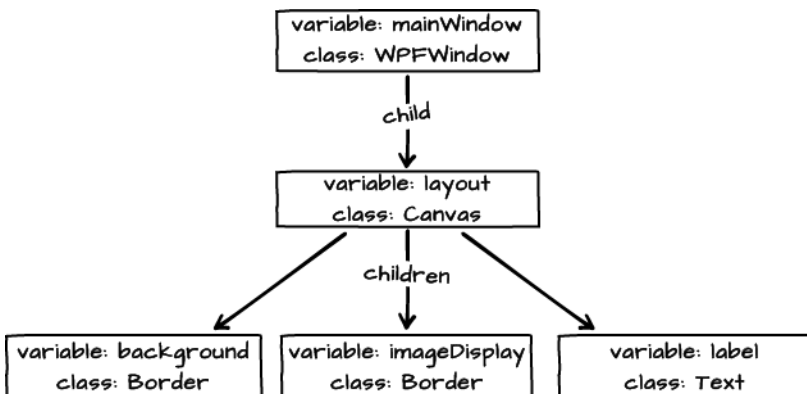 variable: mainWindow
class: WPFWindow
child
variable: layout
class: Canvas
children
variable: background
class: Border
variable: imageDisplay
class: Border
variable: label
class: Text